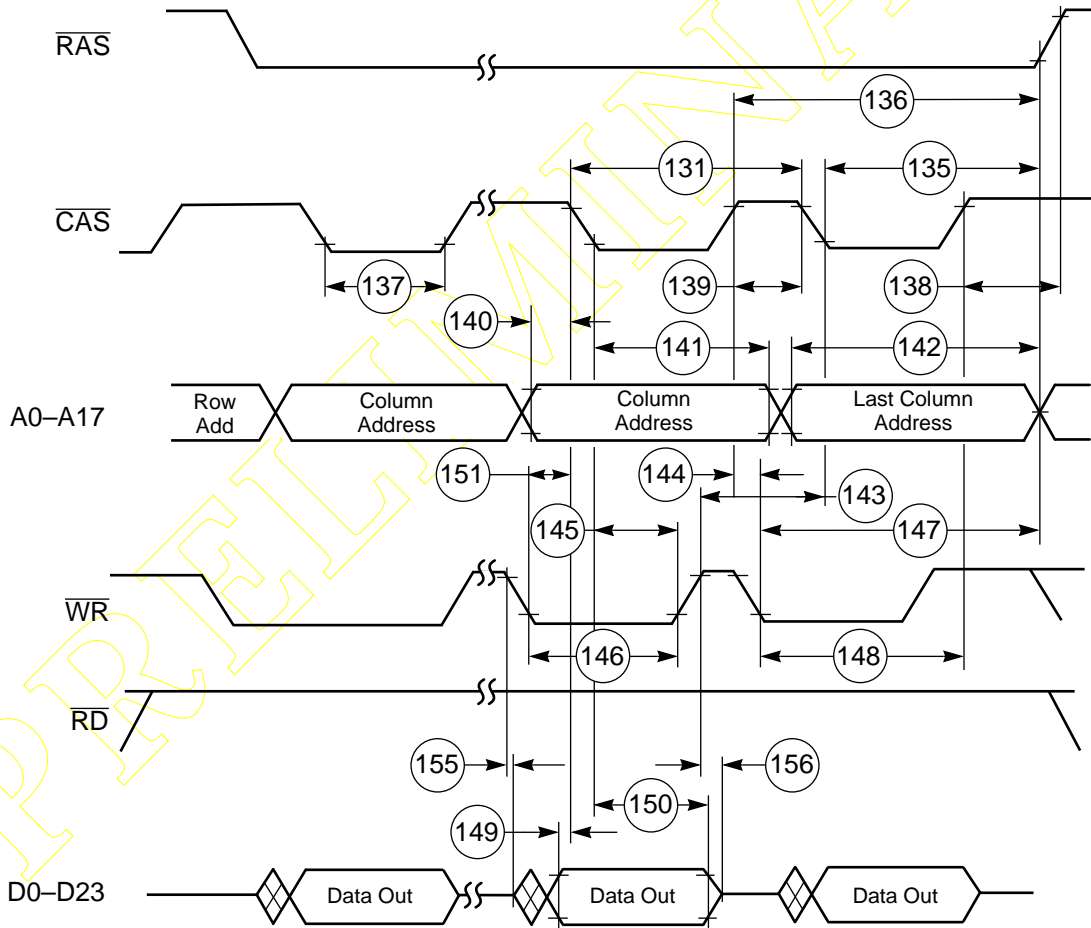 RAS
136
131
135
CAS
137
139
138
140
141
142
A0–A17
Row
Add
Column
Address
Column
Address
Last Column
Address
151
144
143
145
147
WR
146
148
RD
155
156
150
149
D0–D23
Data Out
Data Out
Data Out
PRELIMINA